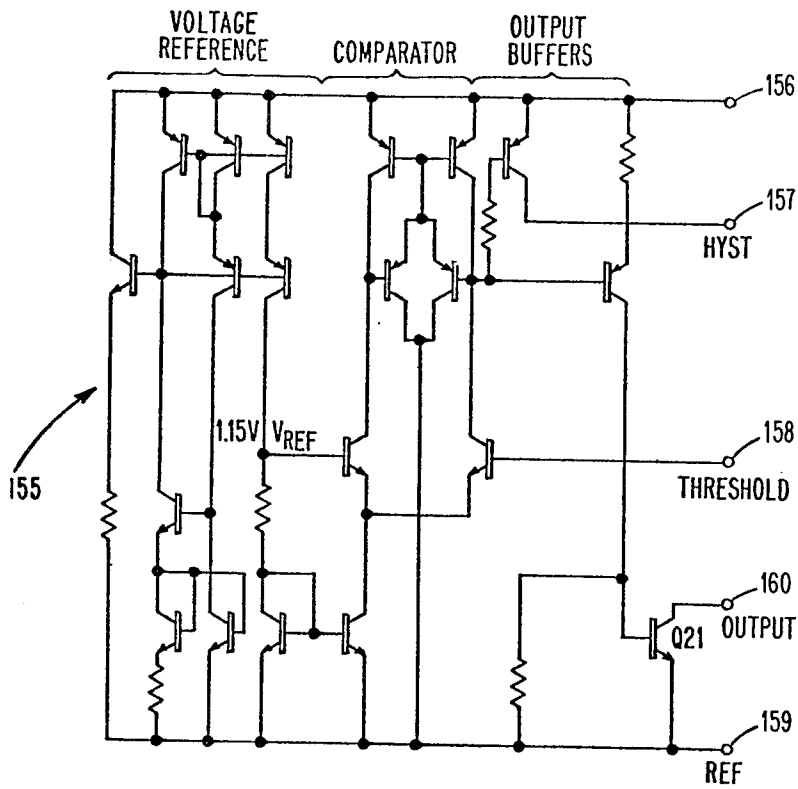 VOLTAGE
REFERENCE
COMPARATOR
OUTPUT
BUFFERS
156
157
HYST
1.15V VREF
158
THRESHOLD
155
160
OUTPUT
Q21
159
REF